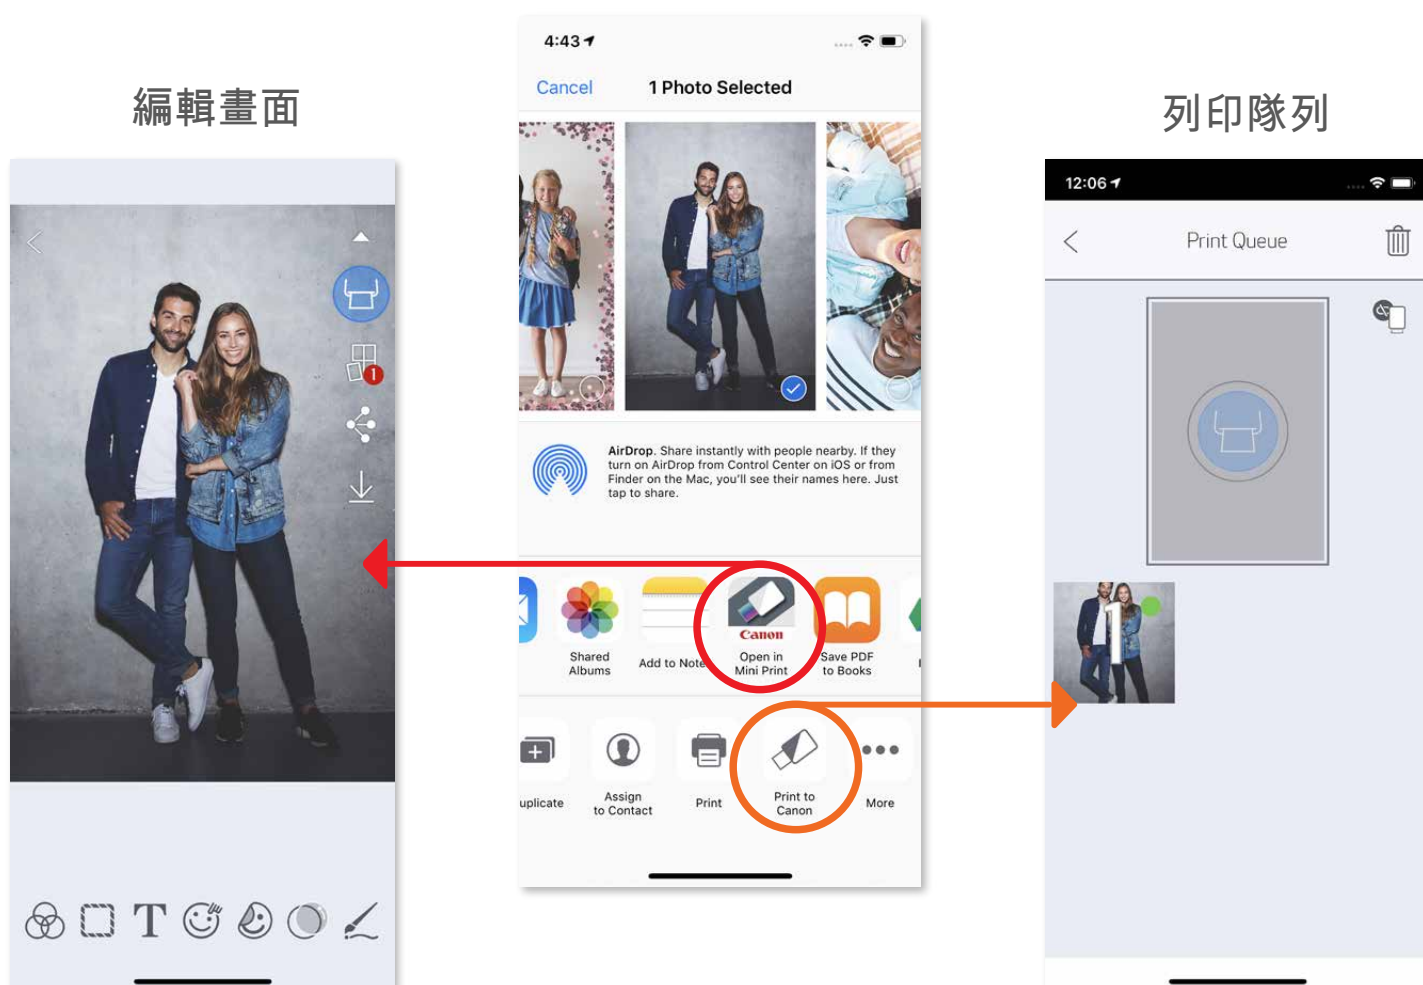 編輯畫面
1
4:43
Cancel
1 Photo Selected
AirDrop. Share instantly with people nearby. If they
turn on AirDrop from Control Center on iOS or from
Finder on the Mac, you'll see their names here. Just
tap to share.
Shared
Albums
Add to Note
Canon
Open in
Mini Print
Save PDF
to Books
uplicate
Assign
to Contact
Print
Print to
Canon
More
列印隊列
12:06
Print Queue
1